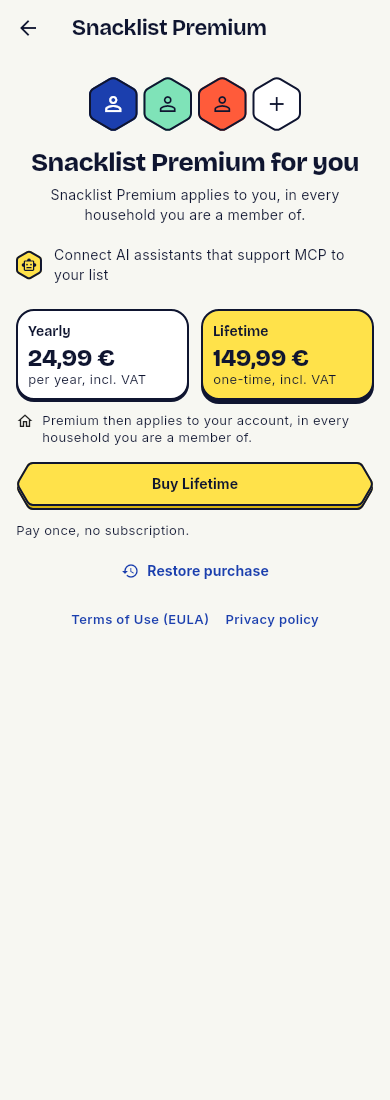 Snacklist Premium
Snacklist Premium for you
Snacklist Premium applies to you, in every
household you are a member of.
Connect AI assistants that support MCP to
your list
Yearly
24,99 €
per year, incl. VAT
Lifetime
149,99 €
one-time, incl. VAT
Premium then applies to your account, in every
household you are a member of.
Buy Lifetime
Pay once, no subscription.
Restore purchase
Terms of Use (EULA) Privacy policy